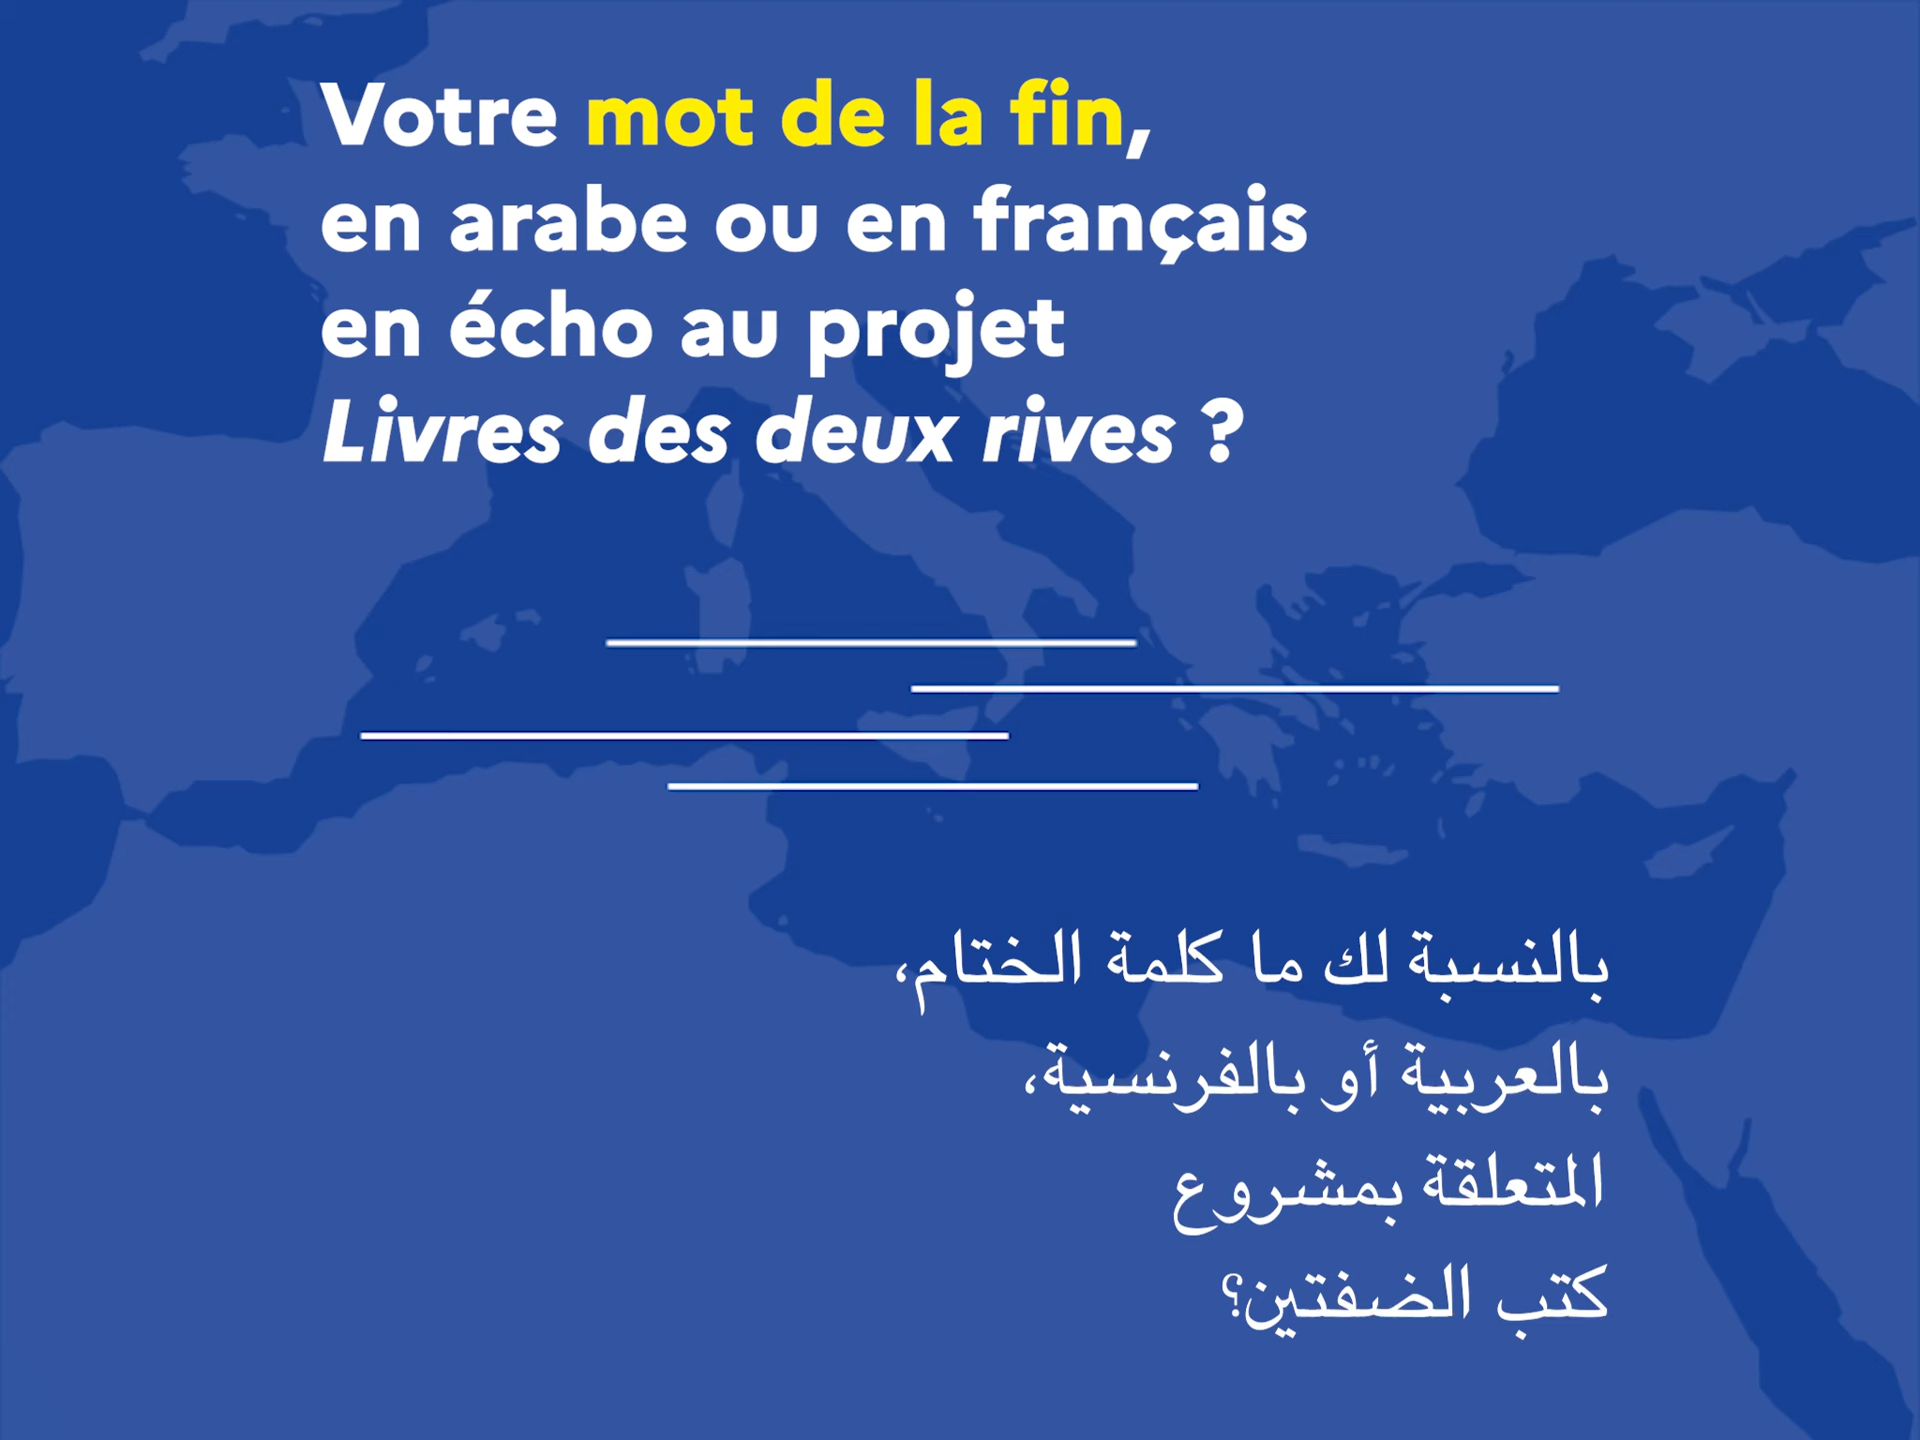 Votre mot de la fin,
en arabe ou en français
en écho au projet
Livres des deux rives ?
بالنسبة لك ما كلمة الختام،
بالعربية أو بالفرنسية،
المتعلقة بمشروع
كتب الضفتين؟